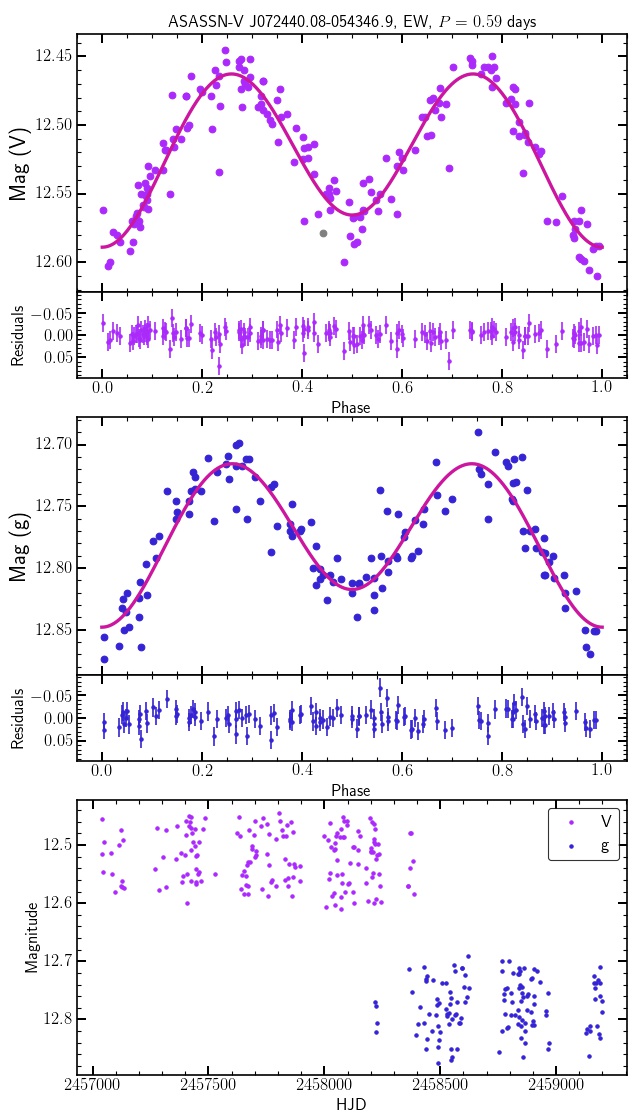 ASASSN-V J072440.08-054346.9, EW, P = 0.59 days
12.45
12.50
12.55
12.60
Mag (V)
−0.05
0.00
0.05
Residuals
0.0 0.2 0.4 0.6 0.8 1.0
Phase
12.70
12.75
12.80
12.85
Mag (g)
−0.05
0.00
0.05
Residuals
0.0 0.2 0.4 0.6 0.8 1.0
Phase
V
g
12.5
12.6
12.7
12.8
Magnitude
2457000 2457500 2458000 2458500 2459000
HJD